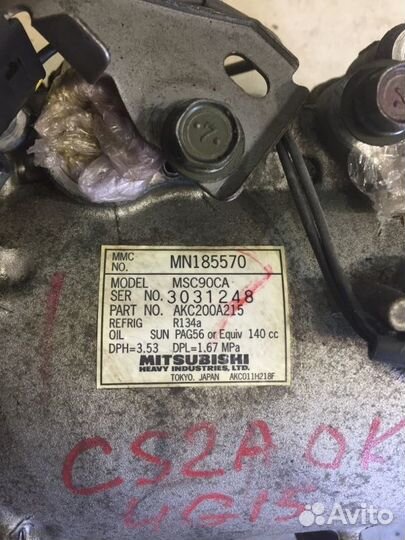 MMC NO. MN185570
MODEL MSC90CA
SER NO. 3031248
PART NO. AKC200A215
REFRIG R134a
OIL SUN PAG56 or Equiv 140 cc
DPH=3.53 DPL=1.67 MPa
MITSUBISHI
HEAVY INDUSTRIES, LTD.
TOKYO, JAPAN AKC011H218F
CS2A OK
4G15
Avito